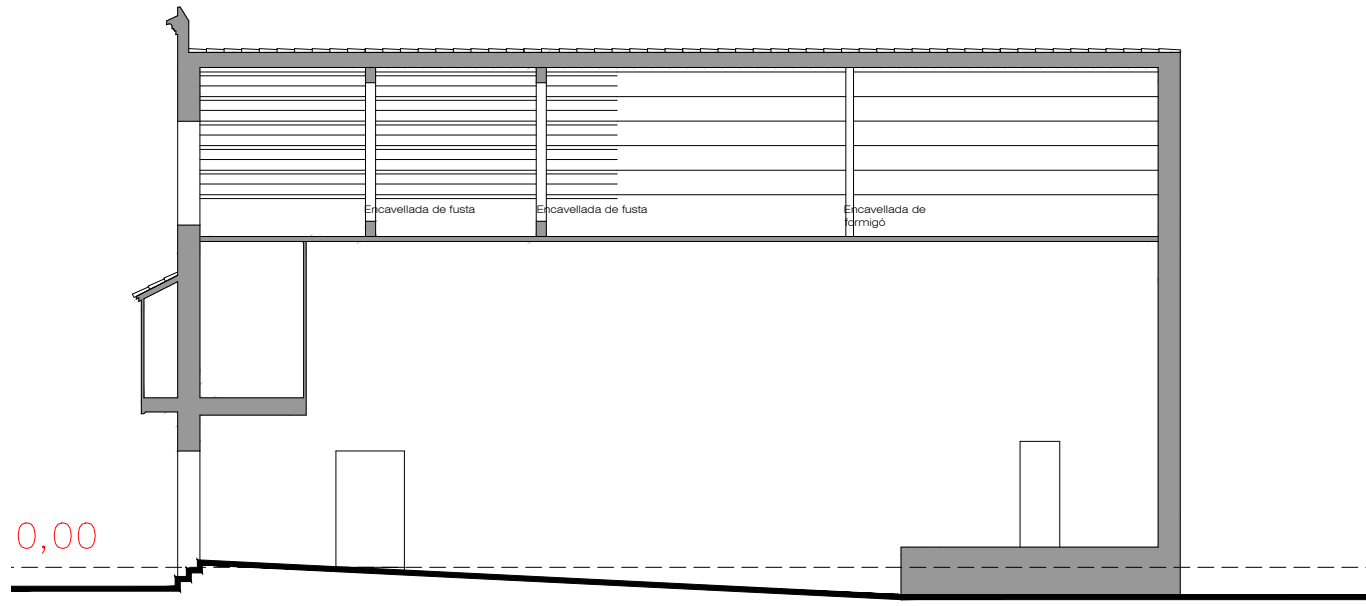 Encavellada de fusta
Encavellada de fusta
Encavellada de
formigó
0,00